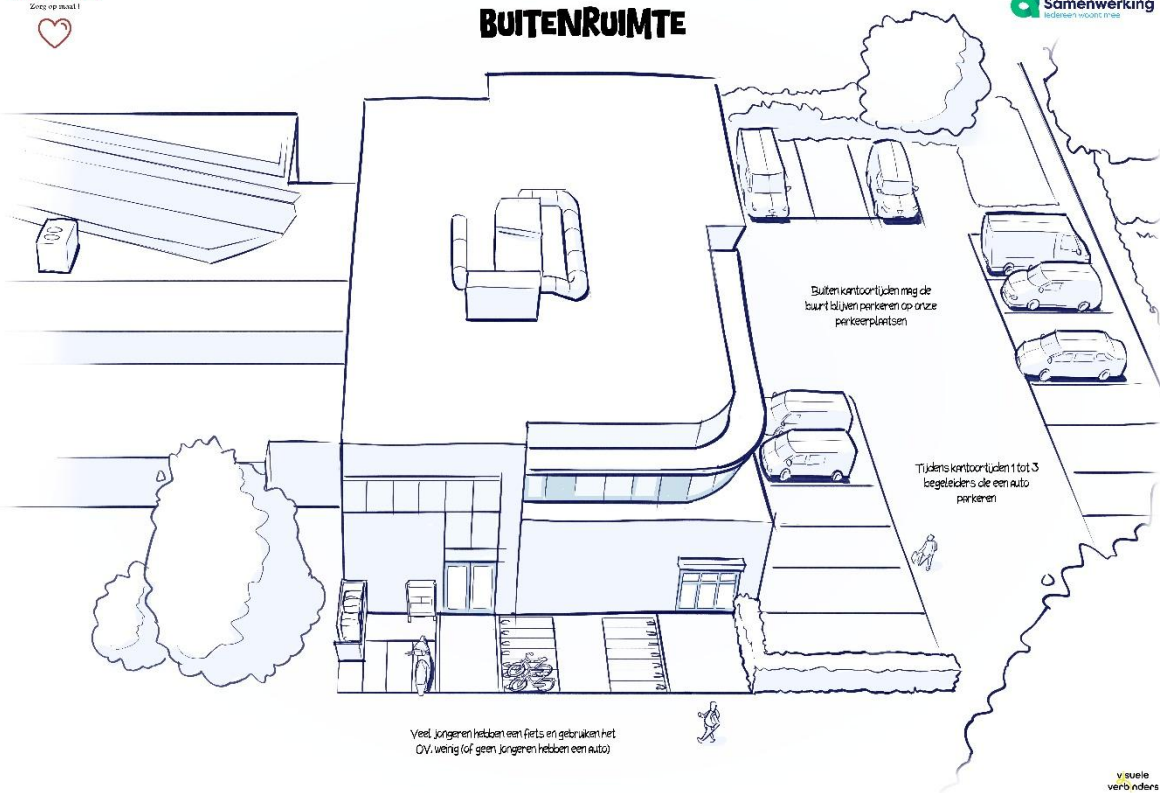 Zorg op maat !
BUITENRUIMTE
Samenwerking
Iedereen woont mee
Buiten kantoortijden mag de
buurt blijven parkeren op onze
parkeerplaatsen
Tijdens kantoortijden 1 tot 3
begeleiders die een auto
parkeren
Veel jongeren hebben een fiets en gebruiken het
OV. weinig (of geen jongeren hebben een auto)
visuele
verbinders